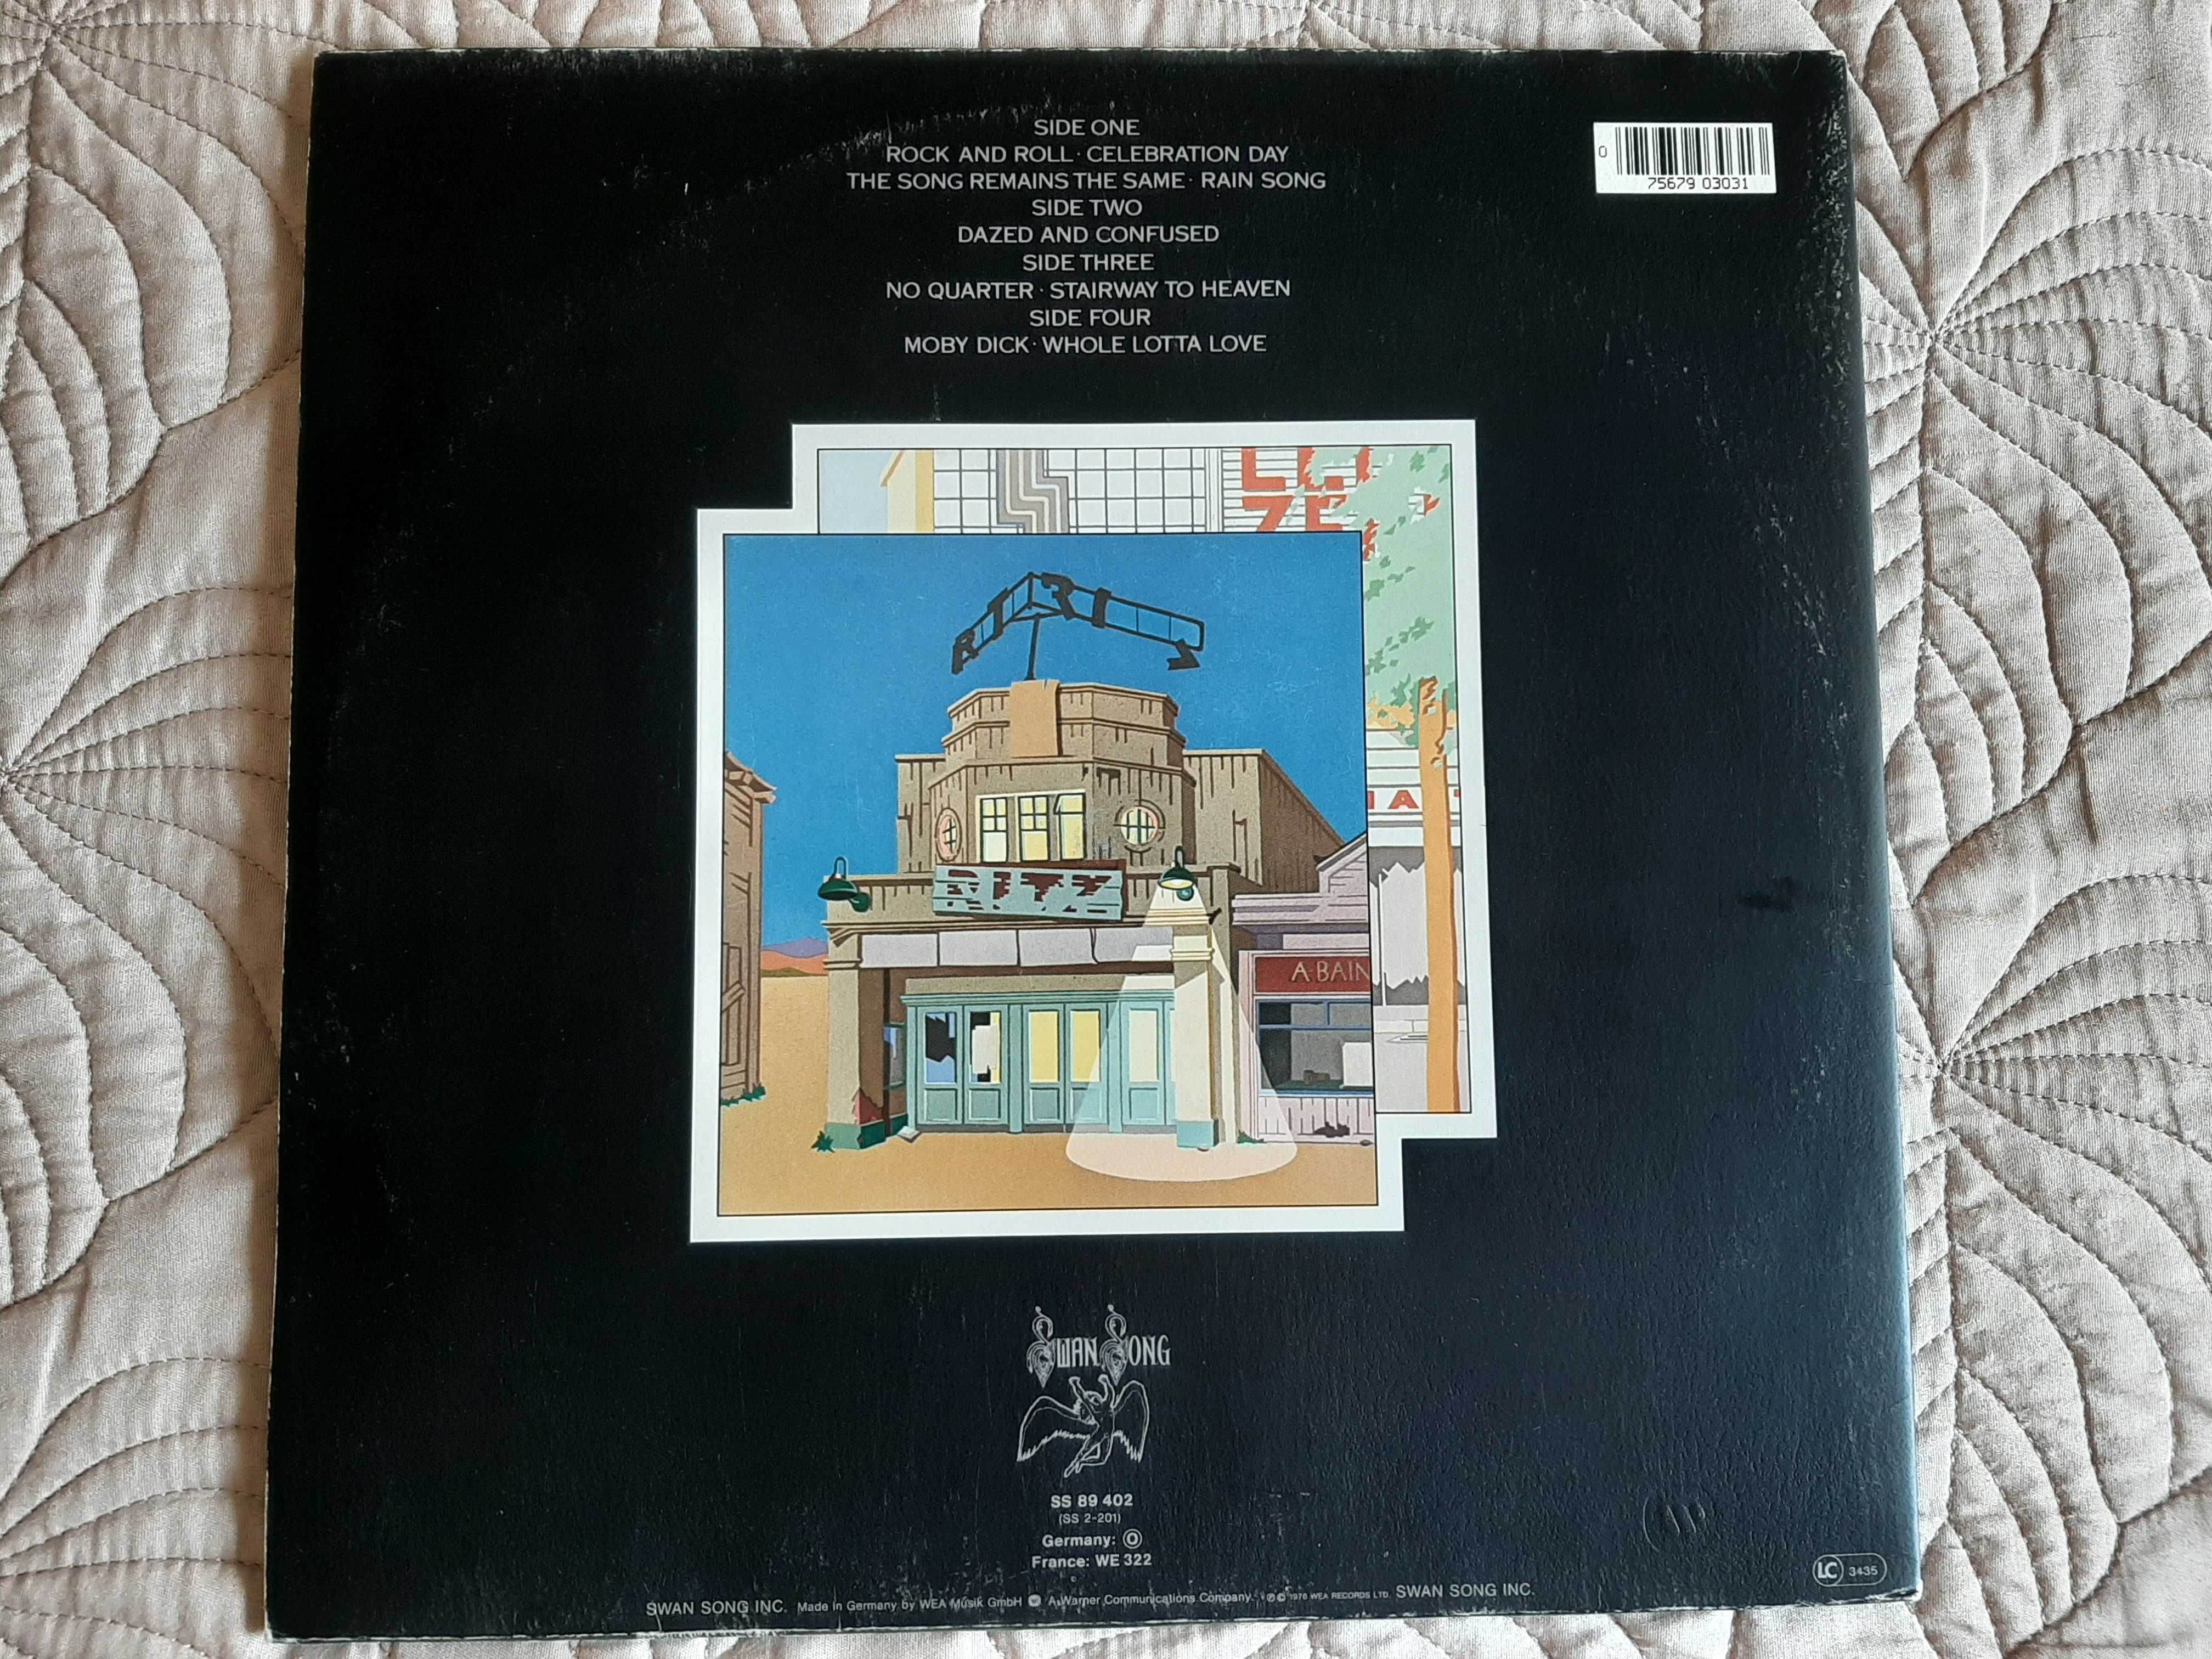 SIDE ONE
ROCK AND ROLL · CELEBRATION DAY
THE SONG REMAINS THE SAME · RAIN SONG
SIDE TWO
DAZED AND CONFUSED
SIDE THREE
NO QUARTER · STAIRWAY TO HEAVEN
SIDE FOUR
MOBY DICK · WHOLE LOTTA LOVE
0
75679 03031
RITZ
A·BAIN
SWAN SONG
SS 89 402
(SS 2-201)
Germany: Ⓞ
France: WE 322
LC 3435
SWAN SONG INC. Made in Germany by WEA Musik GmbH A Warner Communications Company. ℗© 1976 WEA RECORDS LTD. SWAN SONG INC.